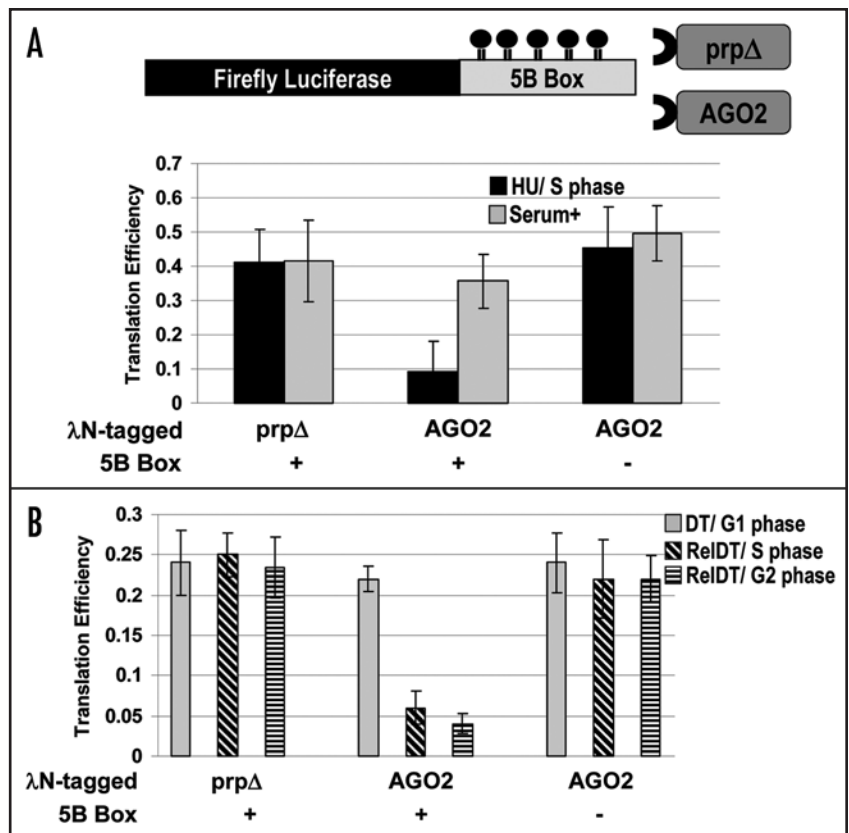 A
Firefly Luciferase
5B Box
prpΔ
AGO2
Translation Efficiency
0.7
0.6
0.5
0.4
0.3
0.2
0.1
0
HU/ S phase
Serum+
λN-tagged prpΔ AGO2 AGO2
5B Box + + -
B
Translation Efficiency
0.3
0.25
0.2
0.15
0.1
0.05
0
DT/ G1 phase
RelDT/ S phase
RelDT/ G2 phase
λN-tagged prpΔ AGO2 AGO2
5B Box + + -